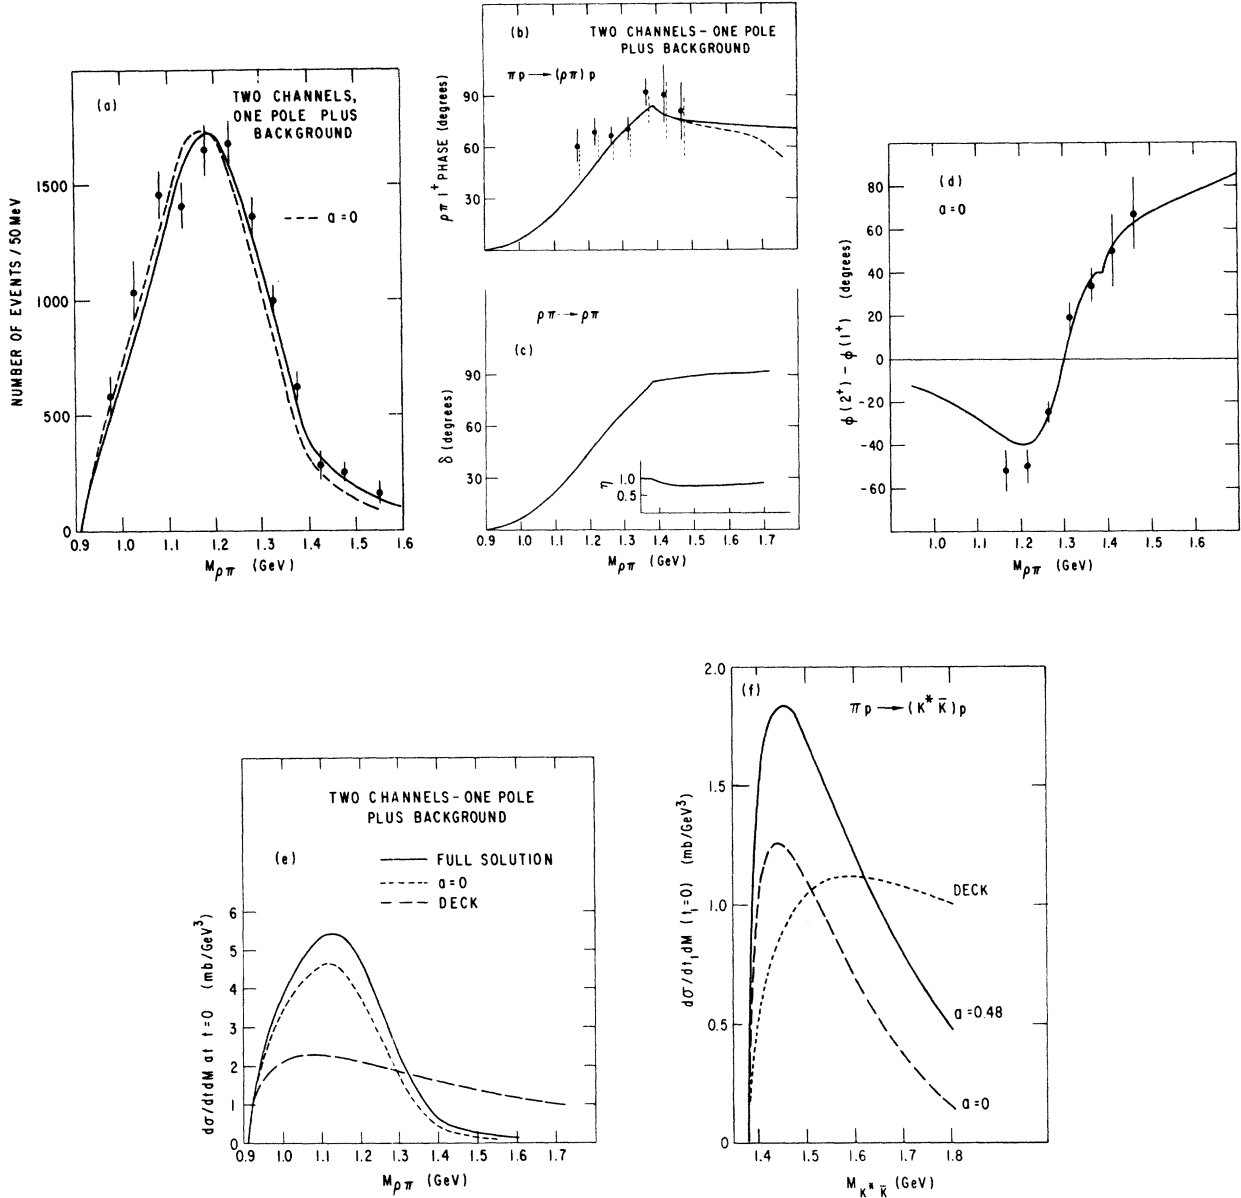 (a)
TWO CHANNELS,
ONE POLE PLUS
BACKGROUND
--- a=0
NUMBER OF EVENTS / 50 MeV
1500
1000
500
0
0.9 1.0 1.1 1.2 1.3 1.4 1.5 1.6
Mρπ (GeV)
(b)
TWO CHANNELS-ONE POLE
PLUS BACKGROUND
πp→(ρπ)p
ρπ 1⁺ PHASE (degrees)
90
60
30
ρπ→ρπ
(c)
δ (degrees)
90
60
30
η
1.0
0.5
0.9 1.0 1.1 1.2 1.3 1.4 1.5 1.6 1.7
Mρπ (GeV)
(d)
a=0
ϕ(2⁺) - ϕ(1⁺) (degrees)
80
60
40
20
0
-20
-40
-60
1.0 1.1 1.2 1.3 1.4 1.5 1.6
Mρπ (GeV)
TWO CHANNELS-ONE POLE
PLUS BACKGROUND
(e)
FULL SOLUTION
a=0
DECK
dσ/dtdM at t=0 (mb/GeV³)
6
5
4
3
2
1
0
0.9 1.0 1.1 1.2 1.3 1.4 1.5 1.6 1.7
Mρπ (GeV)
(f)
πp→(K*K̄)p
dσ/dt₁dM (t₁=0) (mb/GeV³)
2.0
1.5
1.0
0.5
0
DECK
a=0.48
a=0
1.4 1.5 1.6 1.7 1.8
M K*K̄ (GeV)